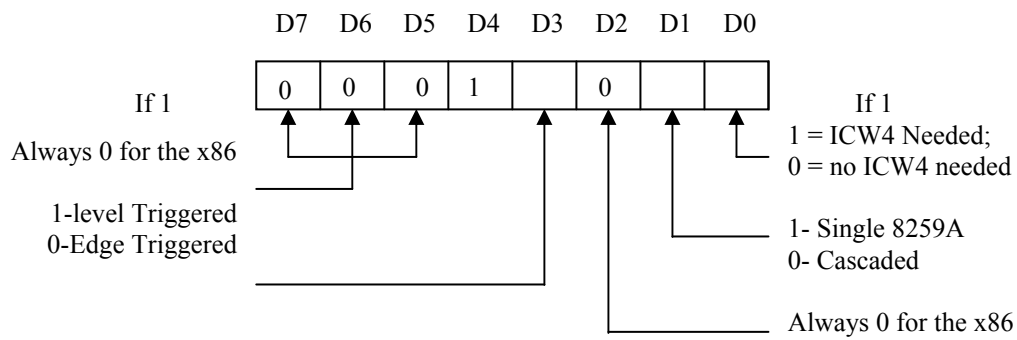 D7 D6 D5 D4 D3 D2 D1 D0
0 0 0 1 0
If 1
Always 0 for the x86
1-level Triggered
0-Edge Triggered
If 1
1 = ICW4 Needed;
0 = no ICW4 needed
1- Single 8259A
0- Cascaded
Always 0 for the x86